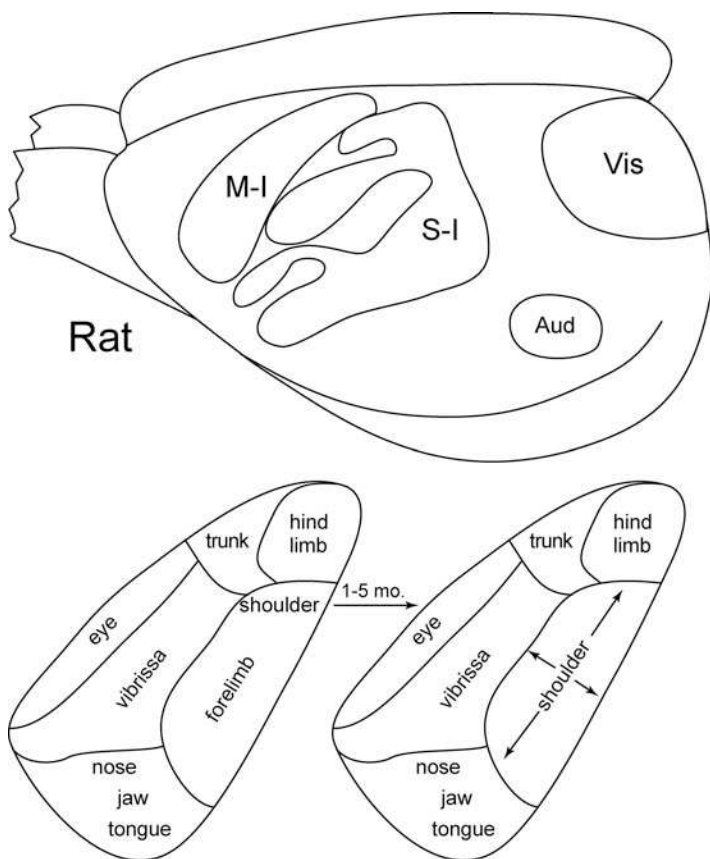 M-I
S-I
Vis
Aud
Rat
hind
limb
trunk
shoulder
eye
vibrissa
forelimb
nose
jaw
tongue
1-5 mo.
hind
limb
trunk
eye
vibrissa
shoulder
nose
jaw
tongue